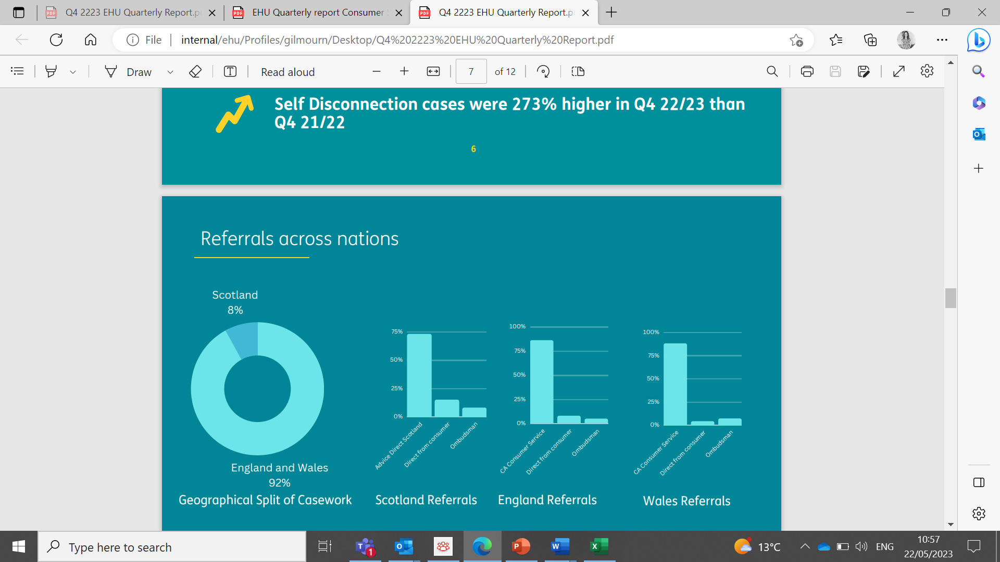 Q4 2223 EHU Quarterly Report.p
EHU Quarterly report Consumer
Q4 2223 EHU Quarterly Report.p
File
internal/ehu/Profiles/gilmourn/Desktop/Q4%202223%20EHU%20Quarterly%20Report.pdf
Draw
Read aloud
7
of 12
Self Disconnection cases were 273% higher in Q4 22/23 than
Q4 21/22
6
Referrals across nations
Scotland
8%
England and Wales
92%
Geographical Split of Casework
75%
50%
25%
0%
Advice Direct Scotland
Direct from consumer
Ombudsman
Scotland Referrals
100%
75%
50%
25%
0%
CA Consumer Service
Direct from consumer
Ombudsman
England Referrals
100%
75%
50%
25%
0%
CA Consumer Service
Direct from consumer
Ombudsman
Wales Referrals
Type here to search
1
13°C
ENG
10:57
22/05/2023